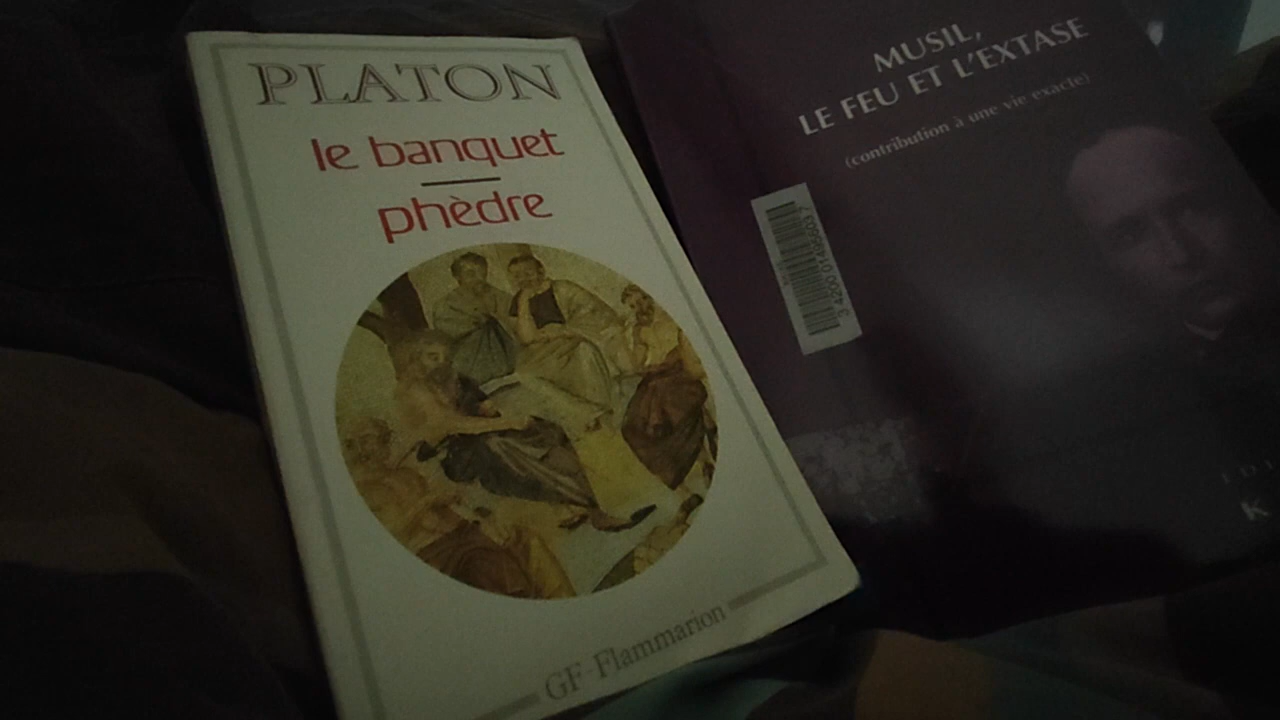 PLATON
le banquet
phèdre
GF-Flammarion
MUSIL,
LE FEU ET L'EXTASE
(contribution à une vie exacte)